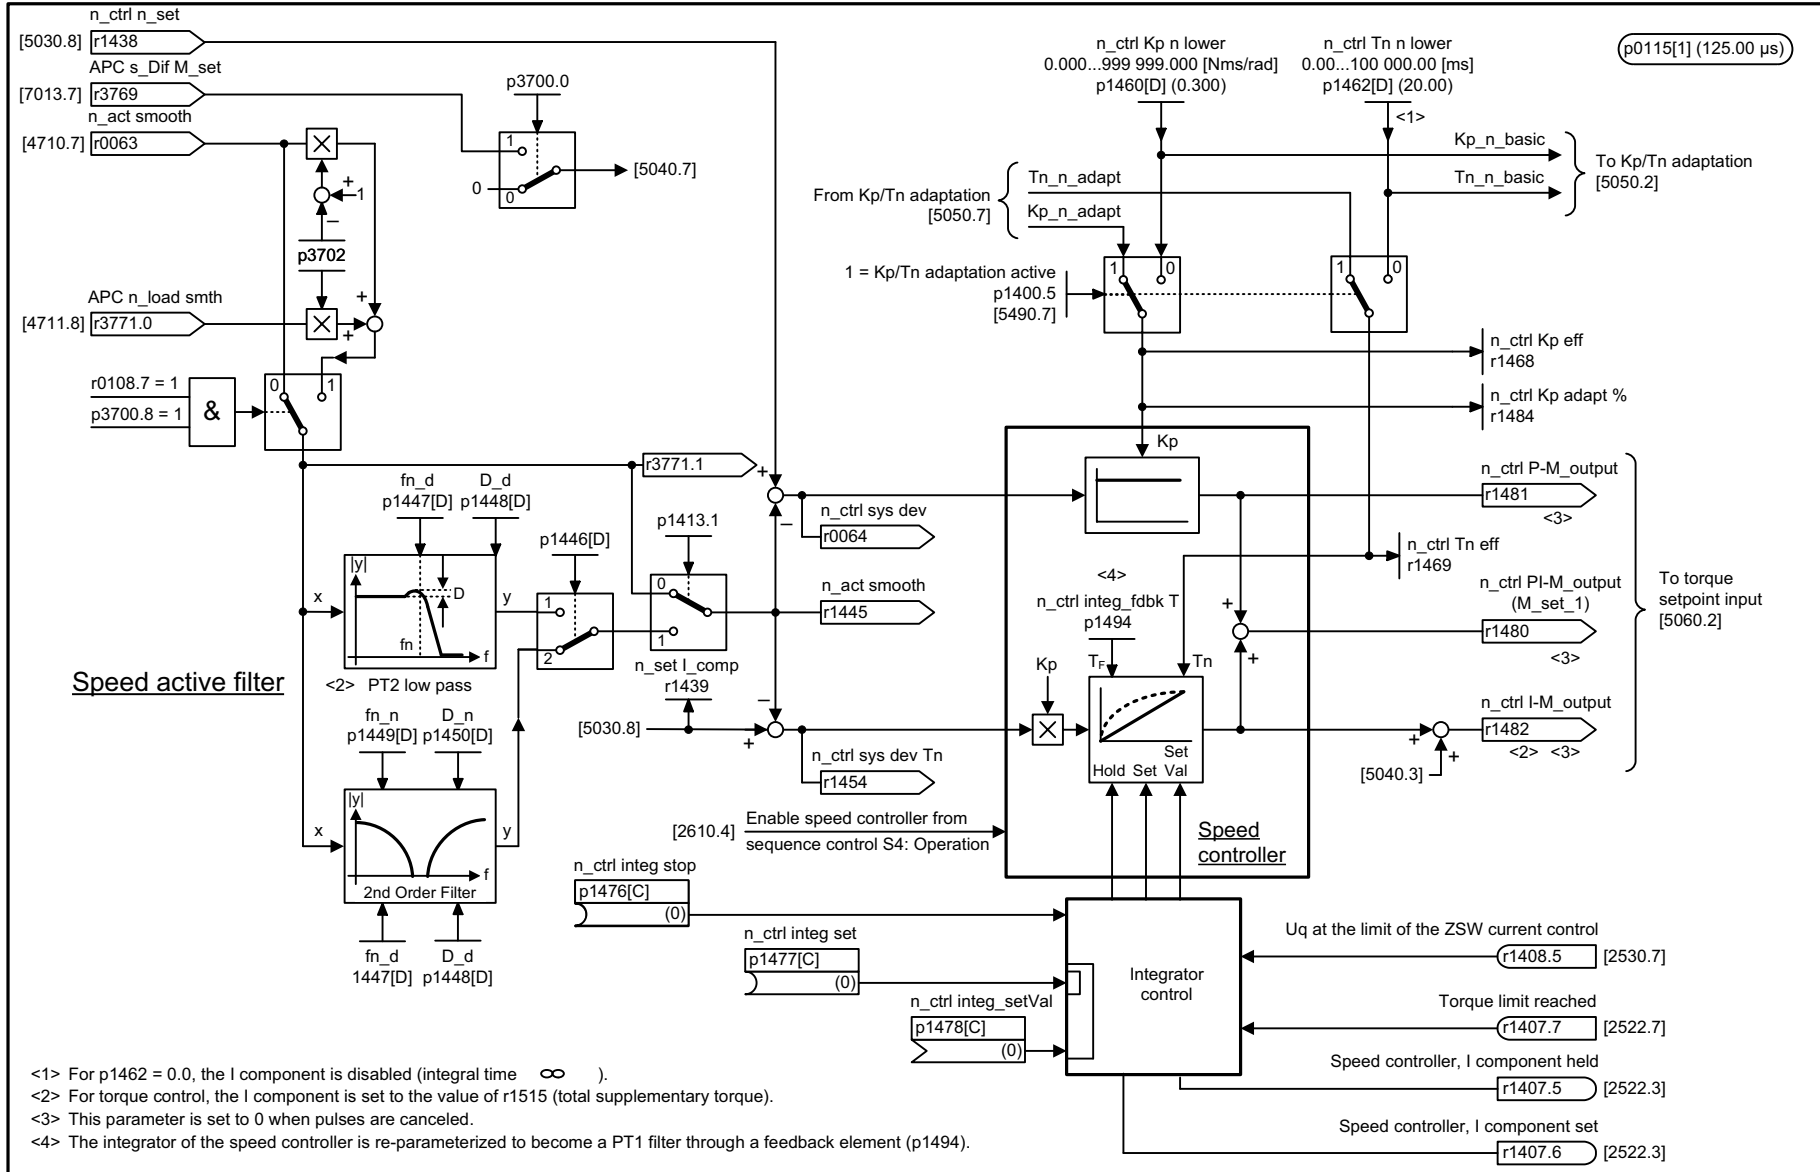 n_ctrl n_set
[5030.8] r1438
APC s_Dif M_set
[7013.7] r3769
n_act smooth
[4710.7] r0063
p3700.0
1
0
0
[5040.7]
+
1
–
p3702
APC n_load smth
[4711.8] r3771.0
+
+
r0108.7 = 1
p3700.8 = 1
&
0 1
n_ctrl Kp n lower
0.000...999 999.000 [Nms/rad]
p1460[D] (0.300)
n_ctrl Tn n lower
0.00...100 000.00 [ms]
p1462[D] (20.00)
<1>
p0115[1] (125.00 µs)
Kp_n_basic
Tn_n_basic
To Kp/Tn adaptation
[5050.2]
From Kp/Tn adaptation
[5050.7]
Tn_n_adapt
Kp_n_adapt
1 = Kp/Tn adaptation active
p1400.5
[5490.7]
1 0
1 0
n_ctrl Kp eff
r1468
n_ctrl Kp adapt %
r1484
r3771.1
+
–
fn_d
p1447[D]
D_d
p1448[D]
|y|
D
x
y
fn
f
<2> PT2 low pass
Speed active filter
p1446[D]
1
2
p1413.1
0
1
n_ctrl sys dev
r0064
n_act smooth
r1445
n_set I_comp
r1439
[5030.8]
–
+
n_ctrl sys dev Tn
r1454
fn_n
p1449[D]
D_n
p1450[D]
|y|
x
y
f
2nd Order Filter
fn_d
1447[D]
D_d
p1448[D]
Kp
n_ctrl P-M_output
r1481
<3>
n_ctrl Tn eff
r1469
<4>
n_ctrl integ_fdbk T
p1494
TF
Tn
Kp
+
+
n_ctrl PI-M_output
(M_set_1)
r1480
<3>
To torque
setpoint input
[5060.2]
n_ctrl I-M_output
r1482
<2> <3>
+
+
[5040.3]
Set
Hold Set Val
[2610.4] Enable speed controller from
sequence control S4: Operation
Speed
controller
n_ctrl integ stop
p1476[C]
(0)
n_ctrl integ set
p1477[C]
(0)
n_ctrl integ_setVal
p1478[C]
(0)
Integrator
control
Uq at the limit of the ZSW current control
r1408.5 [2530.7]
Torque limit reached
r1407.7 [2522.7]
Speed controller, I component held
r1407.5 [2522.3]
Speed controller, I component set
r1407.6 [2522.3]
<1> For p1462 = 0.0, the I component is disabled (integral time ∞ ).
<2> For torque control, the I component is set to the value of r1515 (total supplementary torque).
<3> This parameter is set to 0 when pulses are canceled.
<4> The integrator of the speed controller is re-parameterized to become a PT1 filter through a feedback element (p1494).